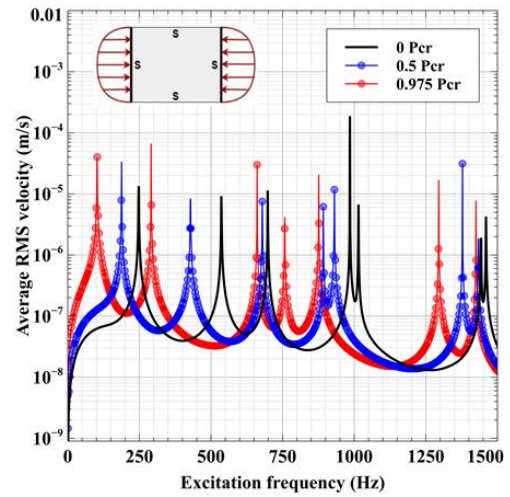 0.01
10⁻³
10⁻⁴
10⁻⁵
10⁻⁶
10⁻⁷
10⁻⁸
10⁻⁹
Average RMS velocity (m/s)
S
S S
S
0 Pcr
0.5 Pcr
0.975 Pcr
0 250 500 750 1000 1250 1550
Excitation frequency (Hz)